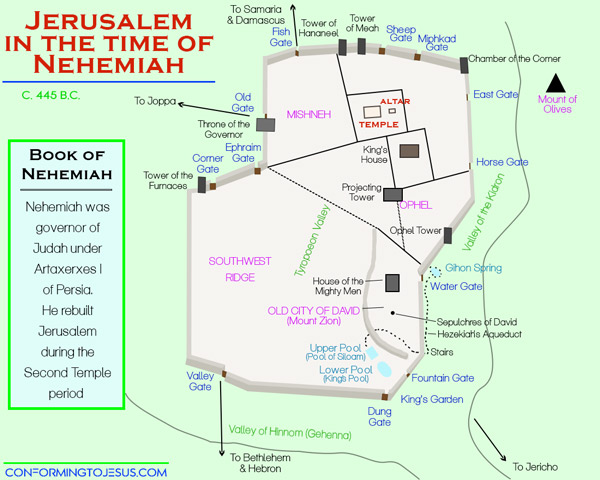 Jerusalem
in the time of
Nehemiah
C. 445 B.C.
To Samaria
& Damascus
Fish
Gate
Tower of
Hananeel
Tower
of Meah
Sheep
Gate
Miphkad
Gate
Chamber of the Corner
East Gate
Mount of
Olives
To Joppa
Old
Gate
Throne of the
Governor
MISHNEH
ALTAR
TEMPLE
King's
House
Ephraim
Gate
Corner
Gate
Tower of the
Furnaces
Horse Gate
Projecting
Tower
OPHEL
Ophel Tower
Valley of the Kidron
Tyropoeon Valley
SOUTHWEST
RIDGE
Gihon Spring
Water Gate
House of the
Mighty Men
OLD CITY OF DAVID
(Mount Zion)
Sepulchres of David
Hezekiah's Aqueduct
Stairs
Upper Pool
(Pool of Siloam)
Lower Pool
(King's Pool)
Valley
Gate
Fountain Gate
King's Garden
Dung
Gate
Valley of Hinnom (Gehenna)
To Bethlehem
& Hebron
To Jericho
Book of
Nehemiah
Nehemiah was
governor of
Judah under
Artaxerxes I
of Persia.
He rebuilt
Jerusalem
during the
Second Temple
period
CONFORMINGTOJESUS.COM